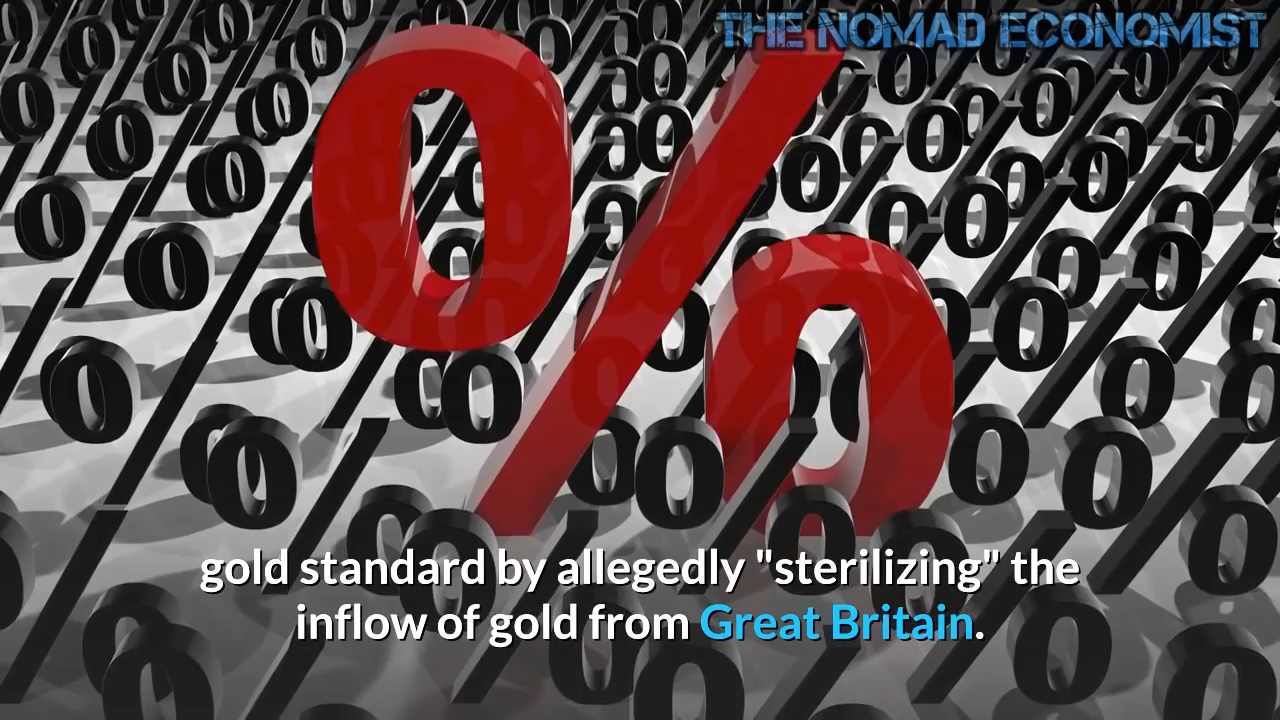 THE NOMAD ECONOMIST
gold standard by allegedly "sterilizing" the
inflow of gold from Great Britain.